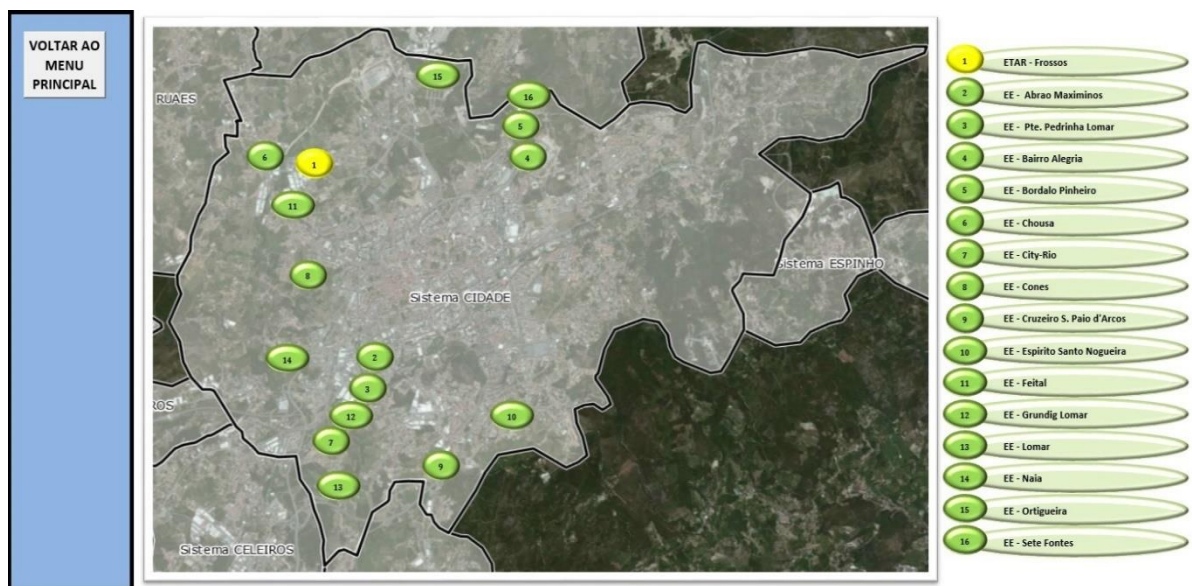 VOLTAR AO
MENU
PRINCIPAL
RUAES
15
16
5
6
1
4
11
8
Sistema ESPINHO
Sistema CIDADE
14
2
3
ROS
12
10
7
9
13
Sistema CELEIROS
1 ETAR - Frossos
2 EE - Abrao Maximinos
3 EE - Pte. Pedrinha Lomar
4 EE - Bairro Alegria
5 EE - Bordalo Pinheiro
6 EE - Chousa
7 EE - City-Rio
8 EE - Cones
9 EE - Cruzeiro S. Paio d'Arcos
10 EE - Espirito Santo Nogueira
11 EE - Feital
12 EE - Grundig Lomar
13 EE - Lomar
14 EE - Naia
15 EE - Ortigueira
16 EE - Sete Fontes